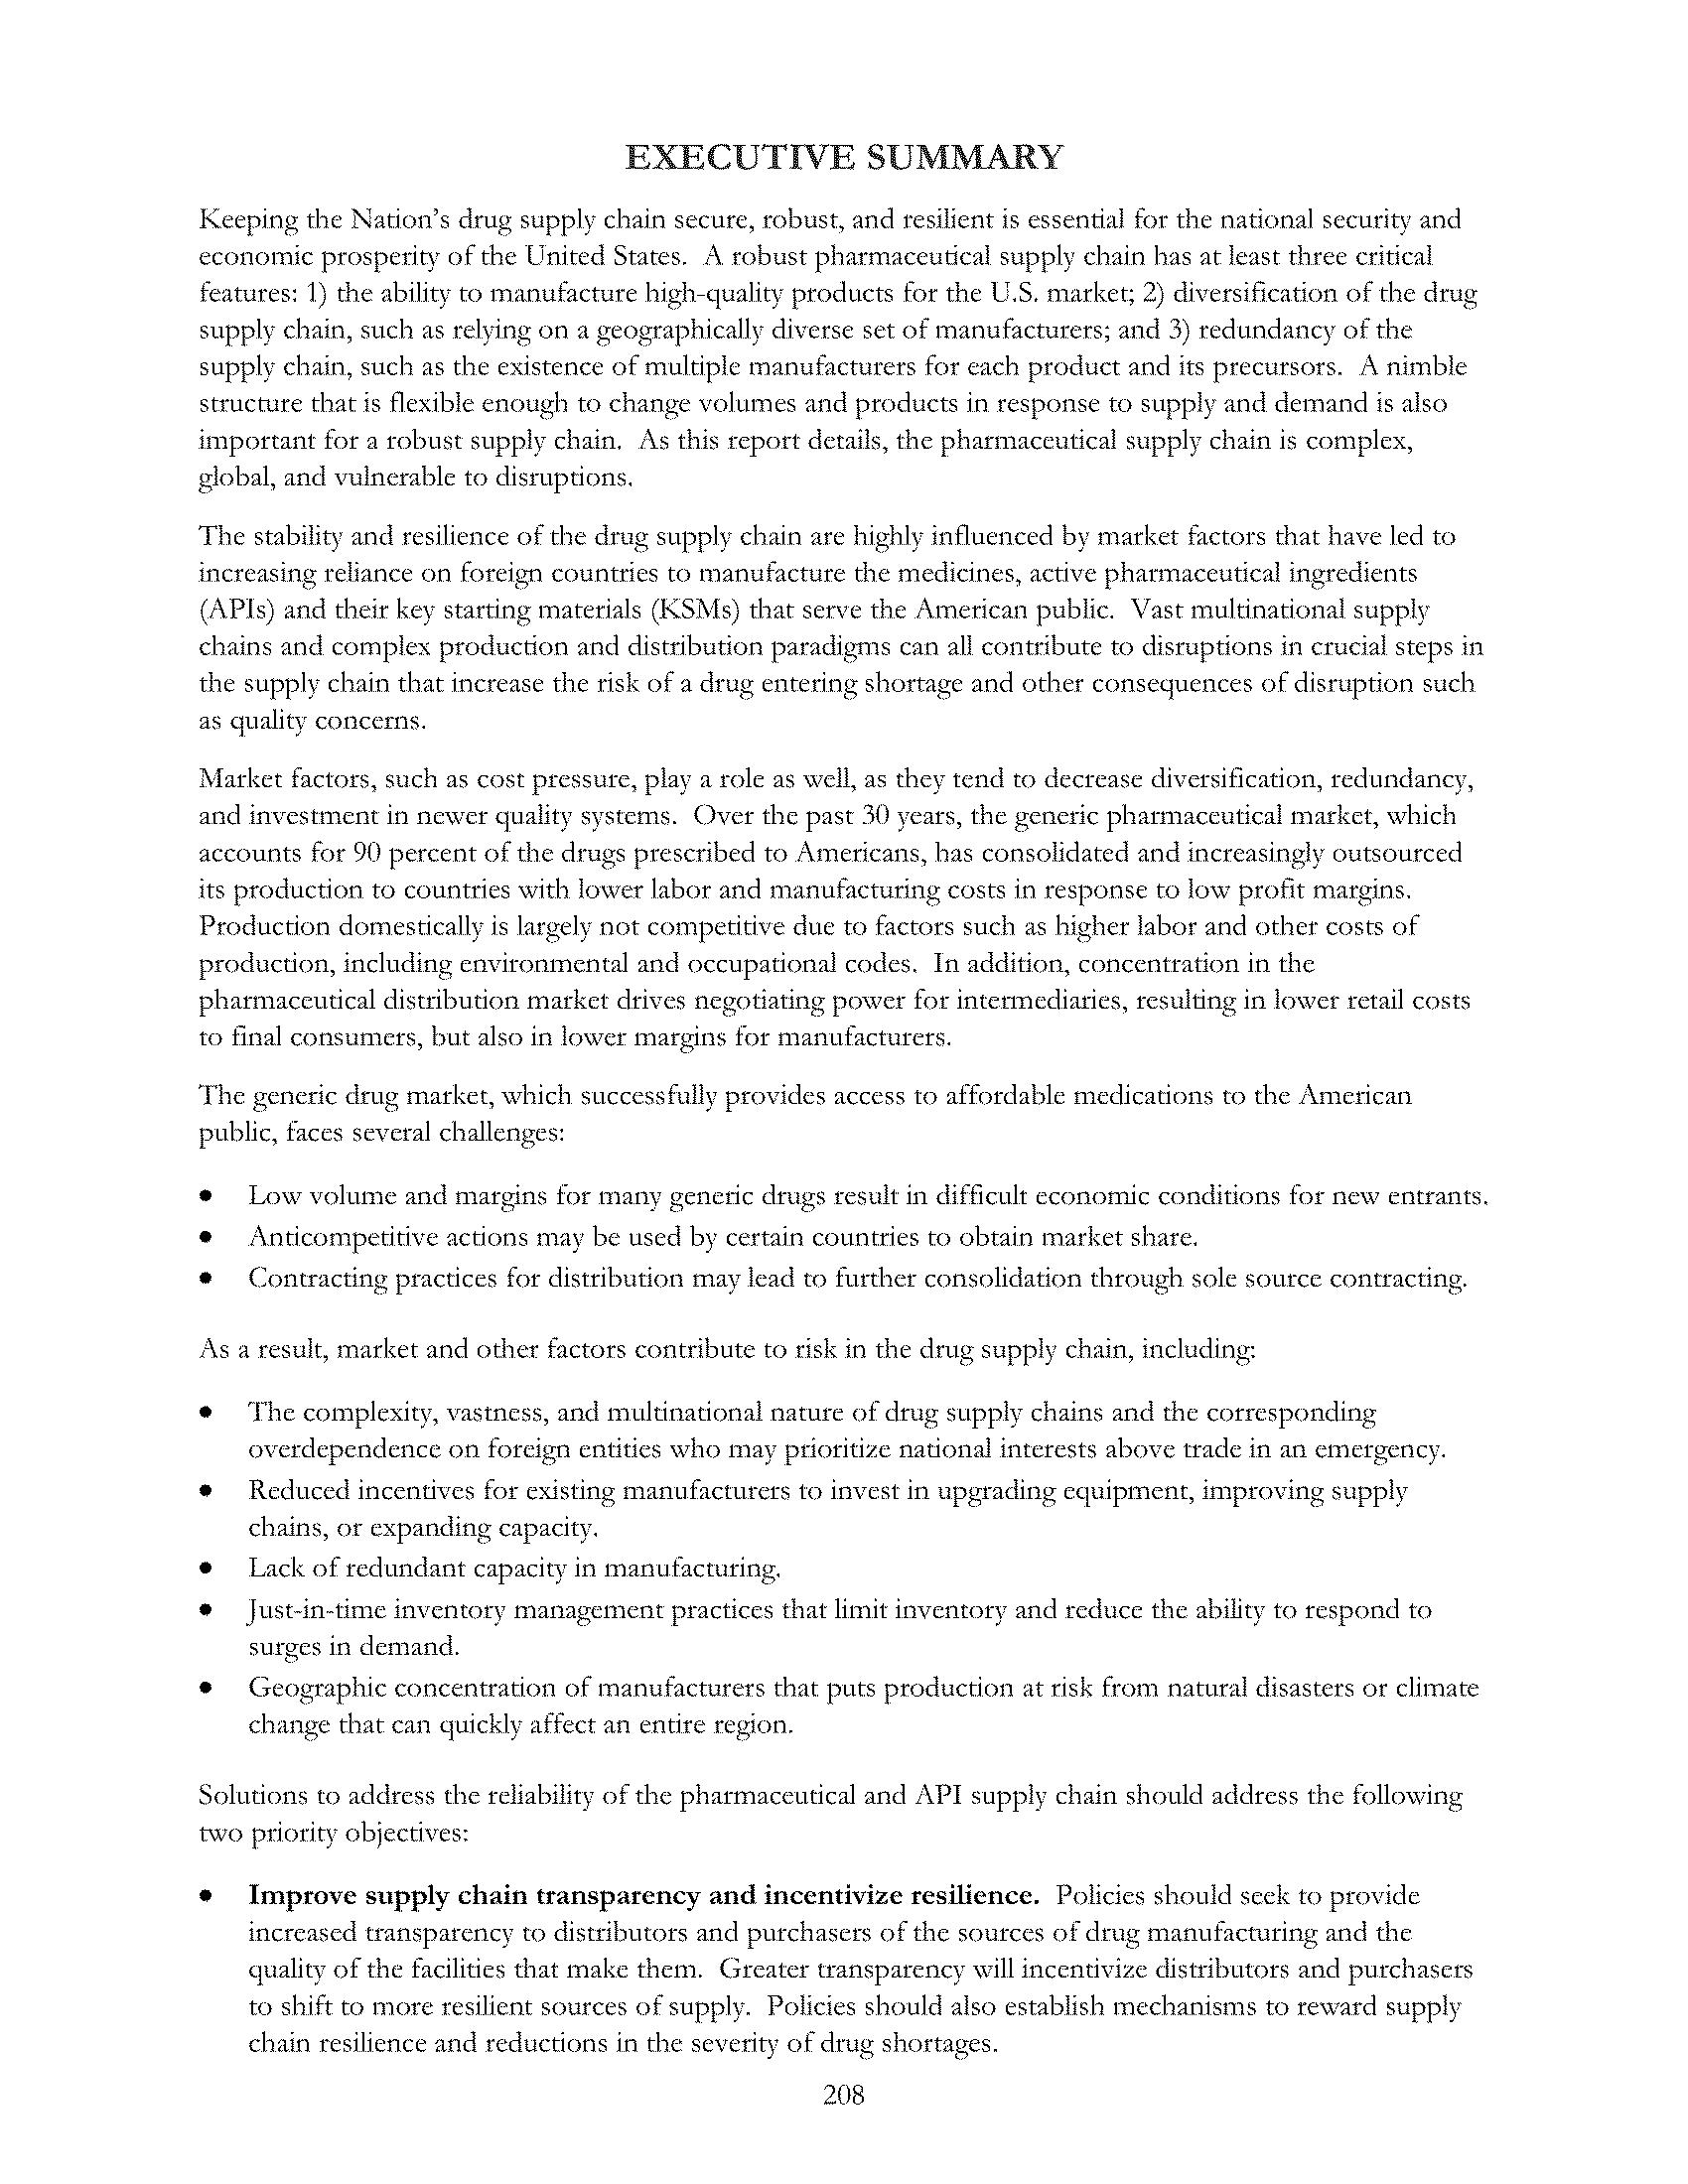 EXECUTIVE SUMMARY
Keeping the Nation's drug supply chain secure, robust, and resilient is essential for the national security and
economic prosperity of the United States.  A robust pharmaceutical supply chain has at least three critical
features: 1) the ability to manufacture high-quality products for the U.S. market; 2) diversification of the drug
supply chain, such as relying on a geographically diverse set of manufacturers; and 3) redundancy of the
supply chain, such as the existence of multiple manufacturers for each product and its precursors.  A nimble
structure that is flexible enough to change volumes and products in response to supply and demand is also
important for a robust supply chain.  As this report details, the pharmaceutical supply chain is complex,
global, and vulnerable to disruptions.
The stability and resilience of the drug supply chain are highly influenced by market factors that have led to
increasing reliance on foreign countries to manufacture the medicines, active pharmaceutical ingredients
(APIs) and their key starting materials (KSMs) that serve the American public.  Vast multinational supply
chains and complex production and distribution paradigms can all contribute to disruptions in crucial steps in
the supply chain that increase the risk of a drug entering shortage and other consequences of disruption such
as quality concerns.
Market factors, such as cost pressure, play a role as well, as they tend to decrease diversification, redundancy,
and investment in newer quality systems.  Over the past 30 years, the generic pharmaceutical market, which
accounts for 90 percent of the drugs prescribed to Americans, has consolidated and increasingly outsourced
its production to countries with lower labor and manufacturing costs in response to low profit margins.
Production domestically is largely not competitive due to factors such as higher labor and other costs of
production, including environmental and occupational codes.  In addition, concentration in the
pharmaceutical distribution market drives negotiating power for intermediaries, resulting in lower retail costs
to final consumers, but also in lower margins for manufacturers.
The generic drug market, which successfully provides access to affordable medications to the American
public, faces several challenges:
• Low volume and margins for many generic drugs result in difficult economic conditions for new entrants.
• Anticompetitive actions may be used by certain countries to obtain market share.
• Contracting practices for distribution may lead to further consolidation through sole source contracting.
As a result, market and other factors contribute to risk in the drug supply chain, including:
• The complexity, vastness, and multinational nature of drug supply chains and the corresponding
overdependence on foreign entities who may prioritize national interests above trade in an emergency.
• Reduced incentives for existing manufacturers to invest in upgrading equipment, improving supply
chains, or expanding capacity.
• Lack of redundant capacity in manufacturing.
• Just-in-time inventory management practices that limit inventory and reduce the ability to respond to
surges in demand.
• Geographic concentration of manufacturers that puts production at risk from natural disasters or climate
change that can quickly affect an entire region.
Solutions to address the reliability of the pharmaceutical and API supply chain should address the following
two priority objectives:
• Improve supply chain transparency and incentivize resilience.  Policies should seek to provide
increased transparency to distributors and purchasers of the sources of drug manufacturing and the
quality of the facilities that make them.  Greater transparency will incentivize distributors and purchasers
to shift to more resilient sources of supply.  Policies should also establish mechanisms to reward supply
chain resilience and reductions in the severity of drug shortages.
208